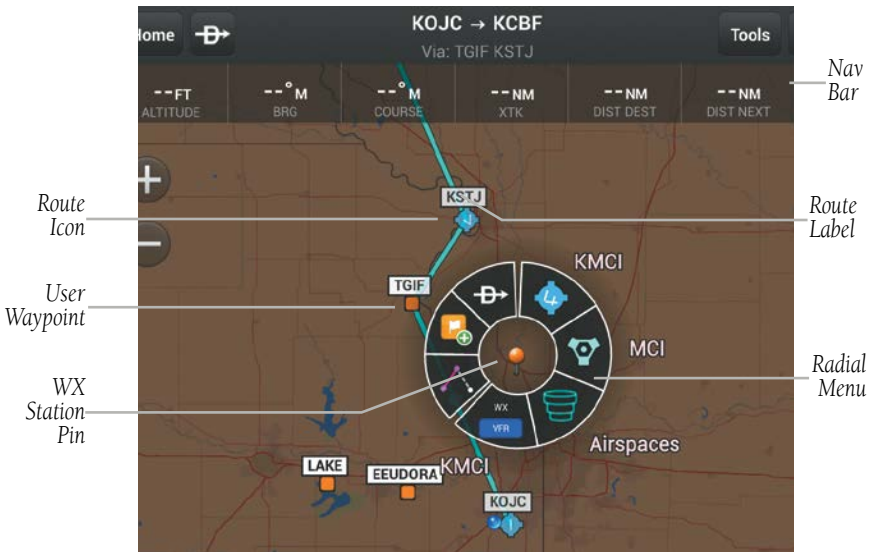 Home
KOJC → KCBF
Via: TGIF KSTJ
Tools
Nav
Bar
--FT
ALTITUDE
--° M
BRG
--° M
COURSE
--NM
XTK
--NM
DIST DEST
--NM
DIST NEXT
KSTJ
Route
Icon
Route
Label
KMCI
TGIF
User
Waypoint
MCI
Radial
Menu
WX
Station
Pin
WX
VFR
Airspaces
KMCI
LAKE
EEUDORA
KOJC